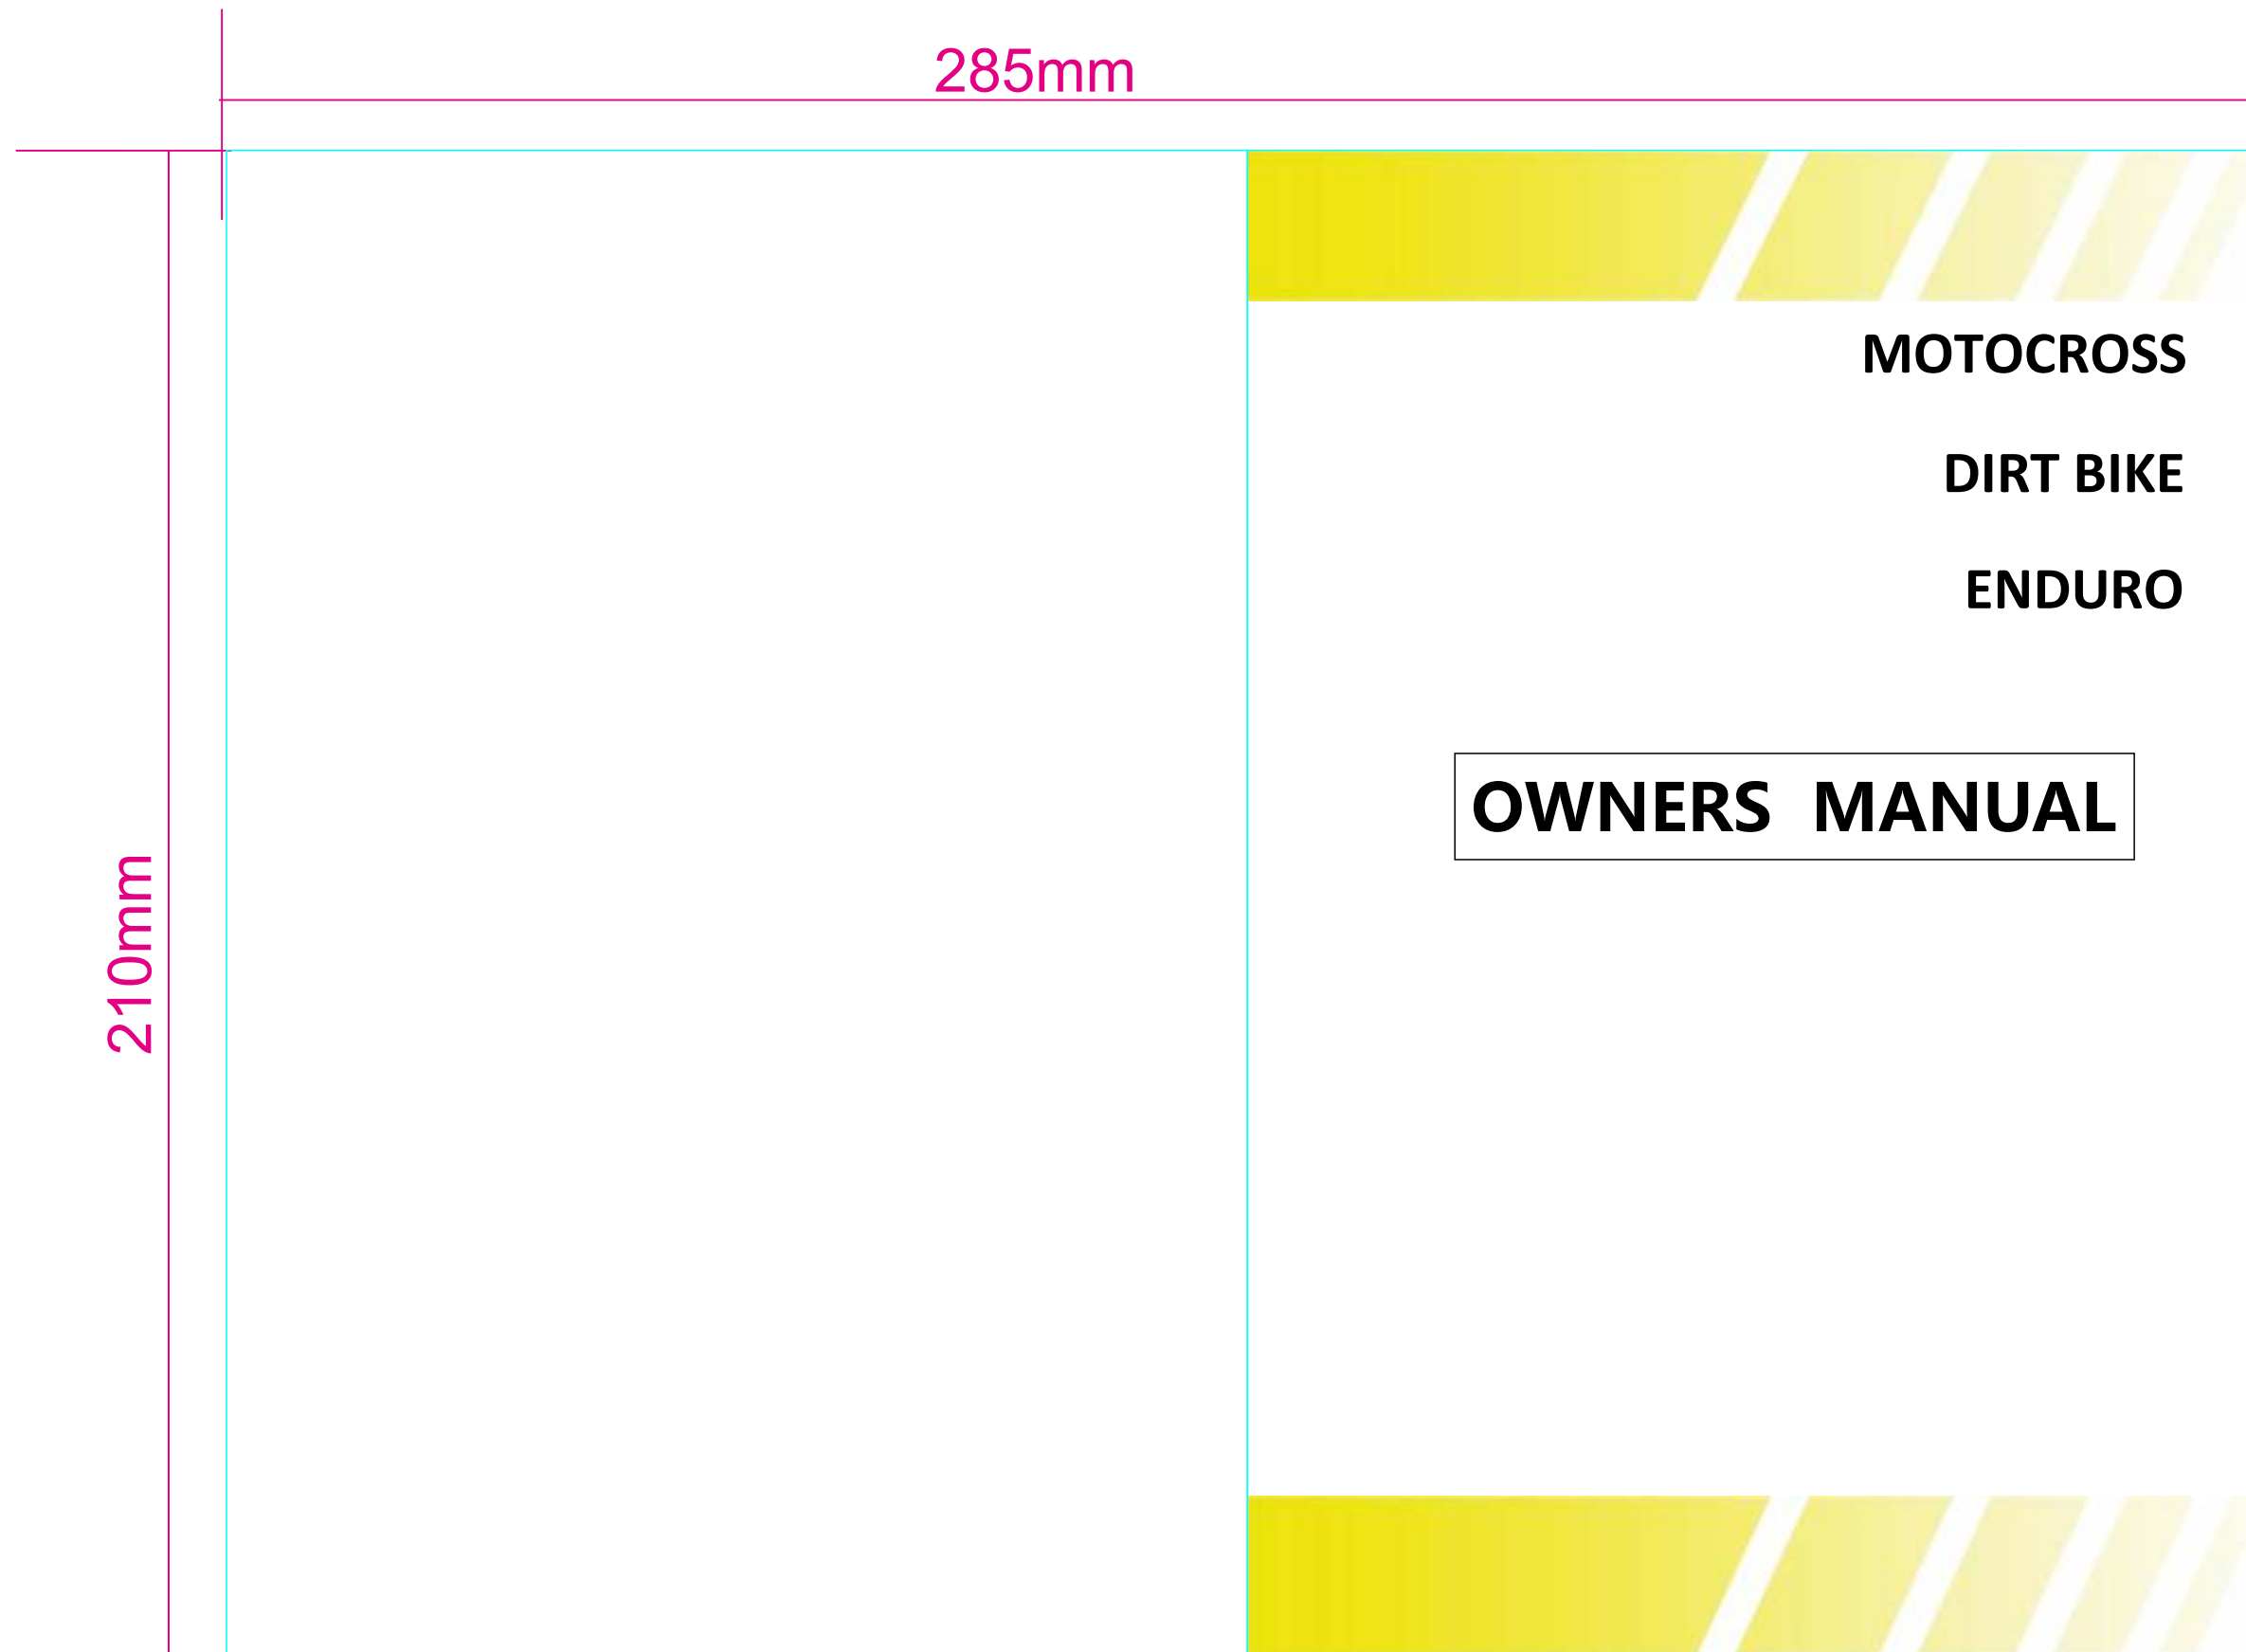 285mm
MOTOCROSS
DIRT BIKE
ENDURO
OWNERS MANUAL
210mm